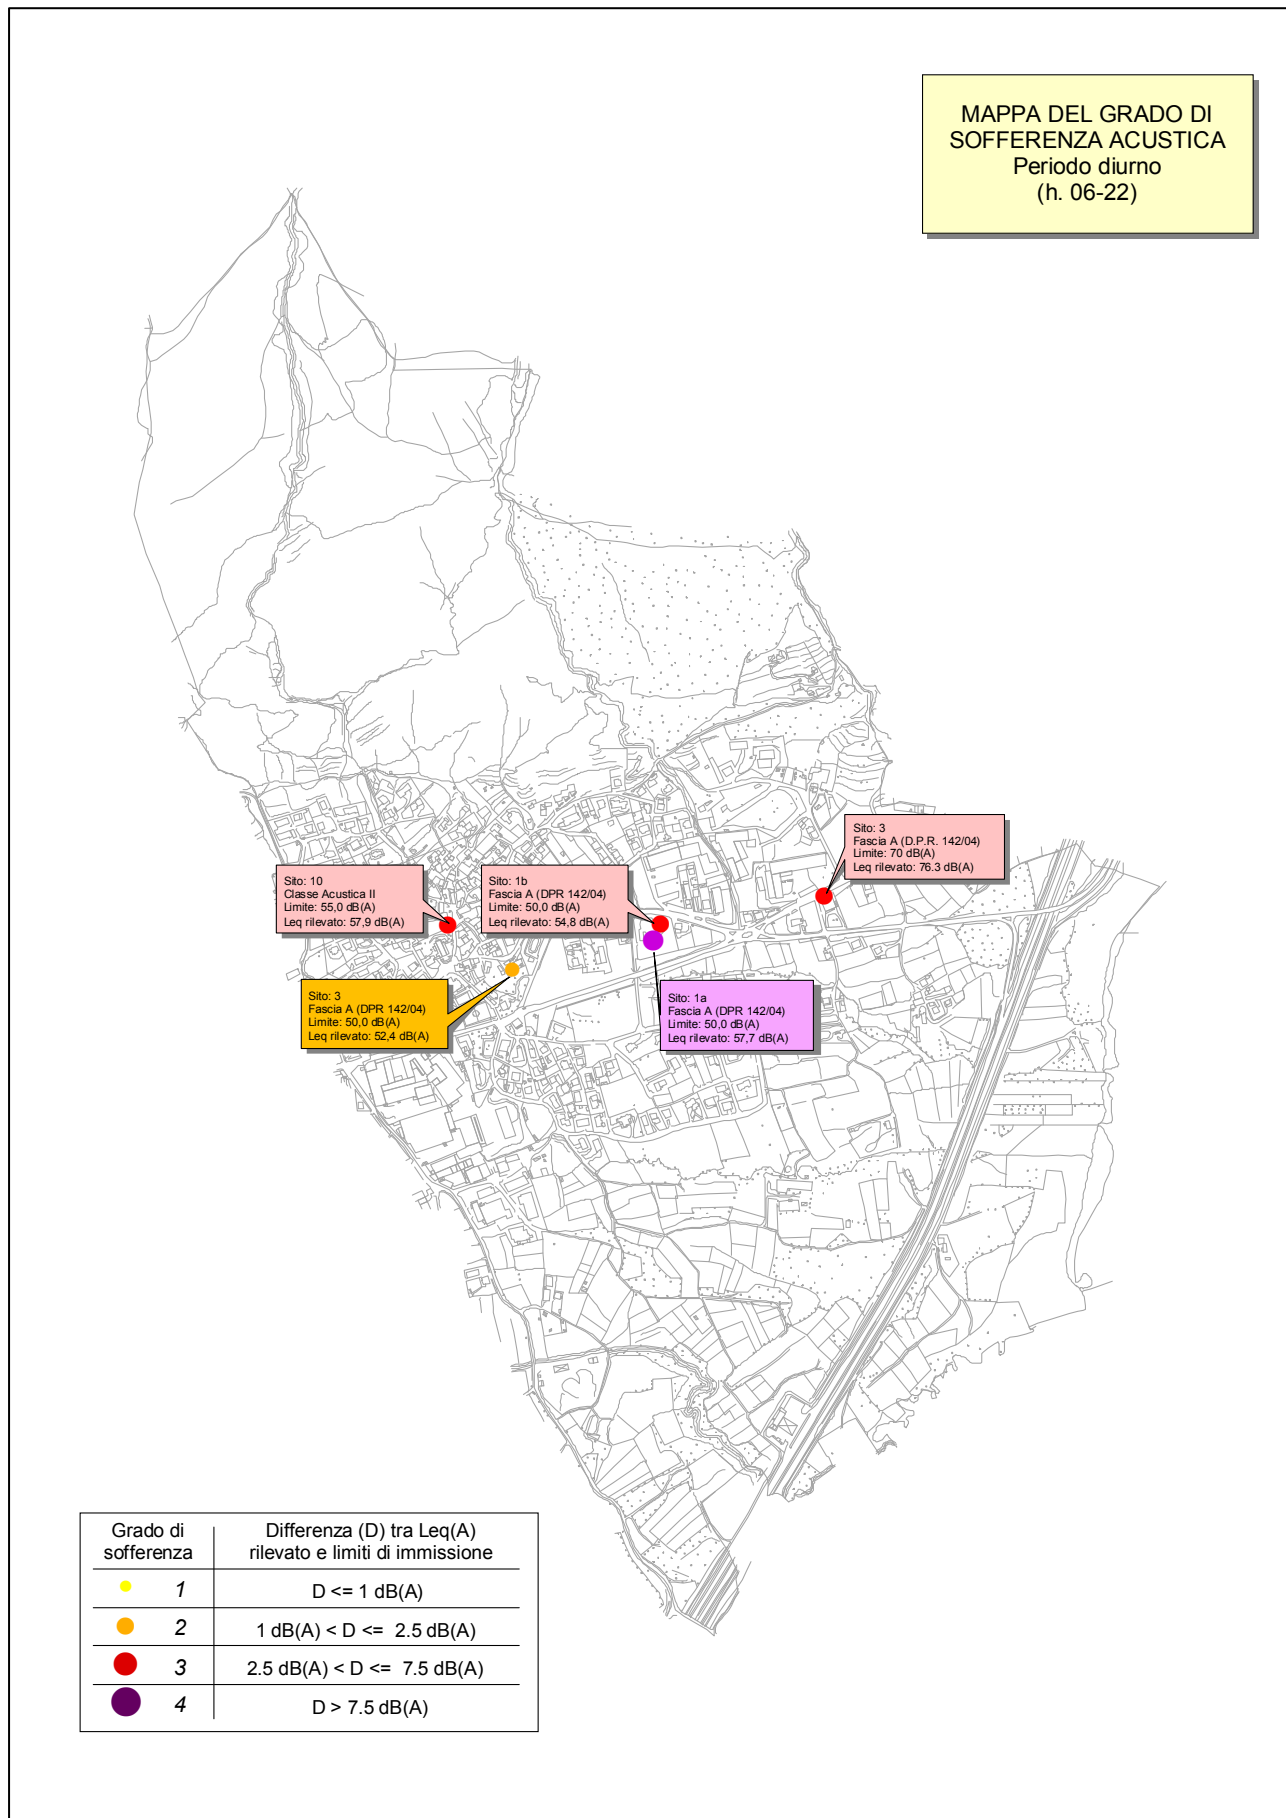 MAPPA DEL GRADO DI
SOFFERENZA ACUSTICA
Periodo diurno
(h. 06-22)
Sito: 3
Fascia A (D.P.R. 142/04)
Limite: 70 dB(A)
Leq rilevato: 76.3 dB(A)
Sito: 10
Classe Acustica II
Limite: 55,0 dB(A)
Leq rilevato: 57,9 dB(A)
Sito: 1b
Fascia A (DPR 142/04)
Limite: 50,0 dB(A)
Leq rilevato: 54,8 dB(A)
Sito: 3
Fascia A (DPR 142/04)
Limite: 50,0 dB(A)
Leq rilevato: 52,4 dB(A)
Sito: 1a
Fascia A (DPR 142/04)
Limite: 50,0 dB(A)
Leq rilevato: 57,7 dB(A)
Grado di
sofferenza
Differenza (D) tra Leq(A)
rilevato e limiti di immissione
1 D <= 1 dB(A)
2 1 dB(A) < D <= 2.5 dB(A)
3 2.5 dB(A) < D <= 7.5 dB(A)
4 D > 7.5 dB(A)